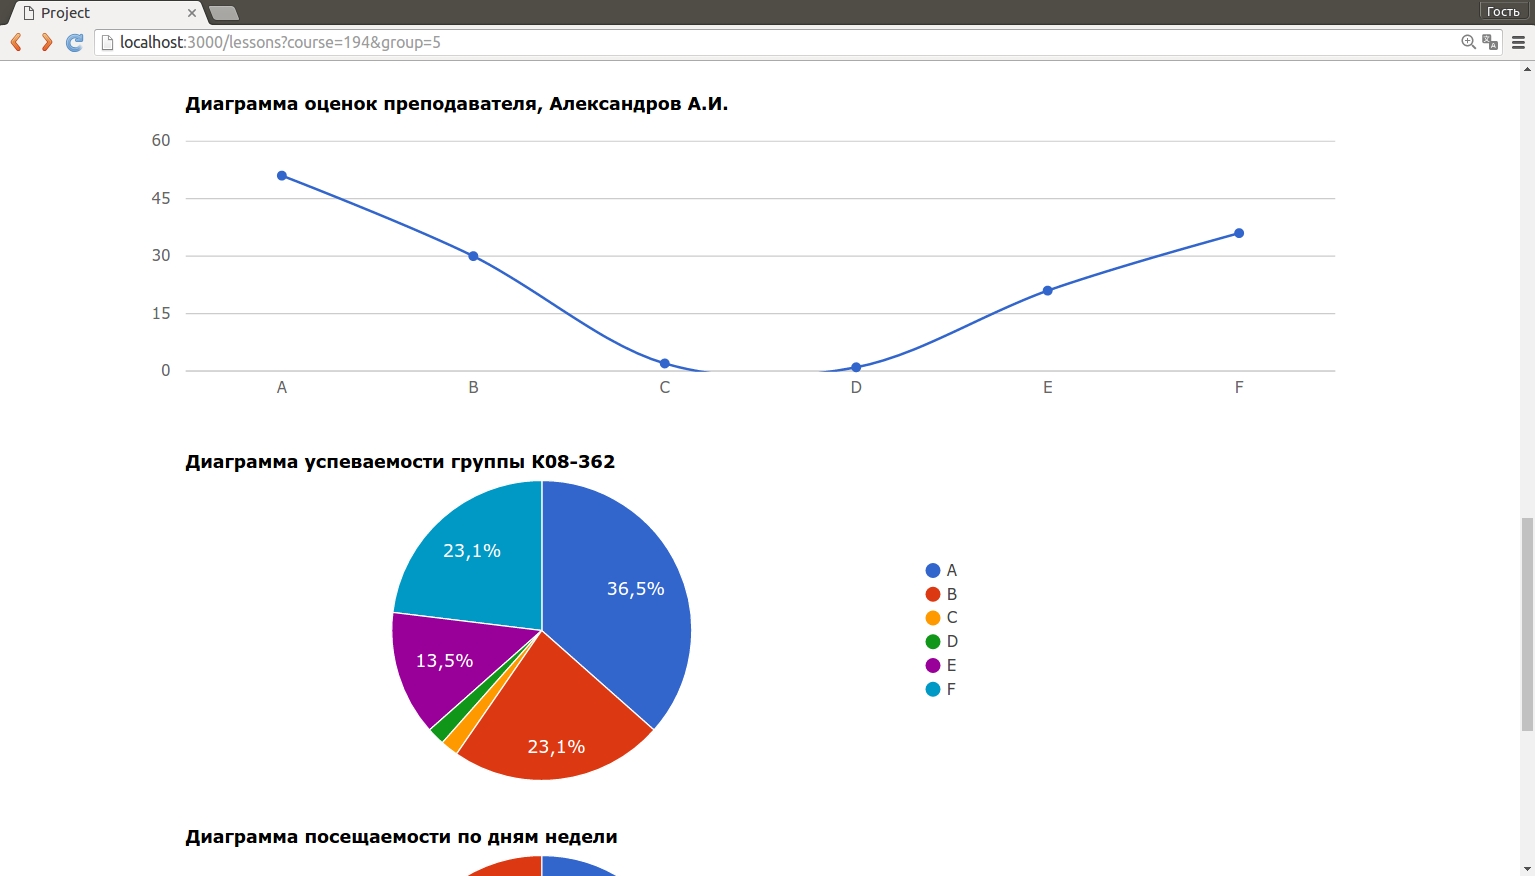 Project
Гость
localhost:3000/lessons?course=194&group=5
Диаграмма оценок преподавателя, Александров А.И.
60
45
30
15
0
A B C D E F
Диаграмма успеваемости группы К08-362
23,1%
36,5%
13,5%
23,1%
A
B
C
D
E
F
Диаграмма посещаемости по дням недели